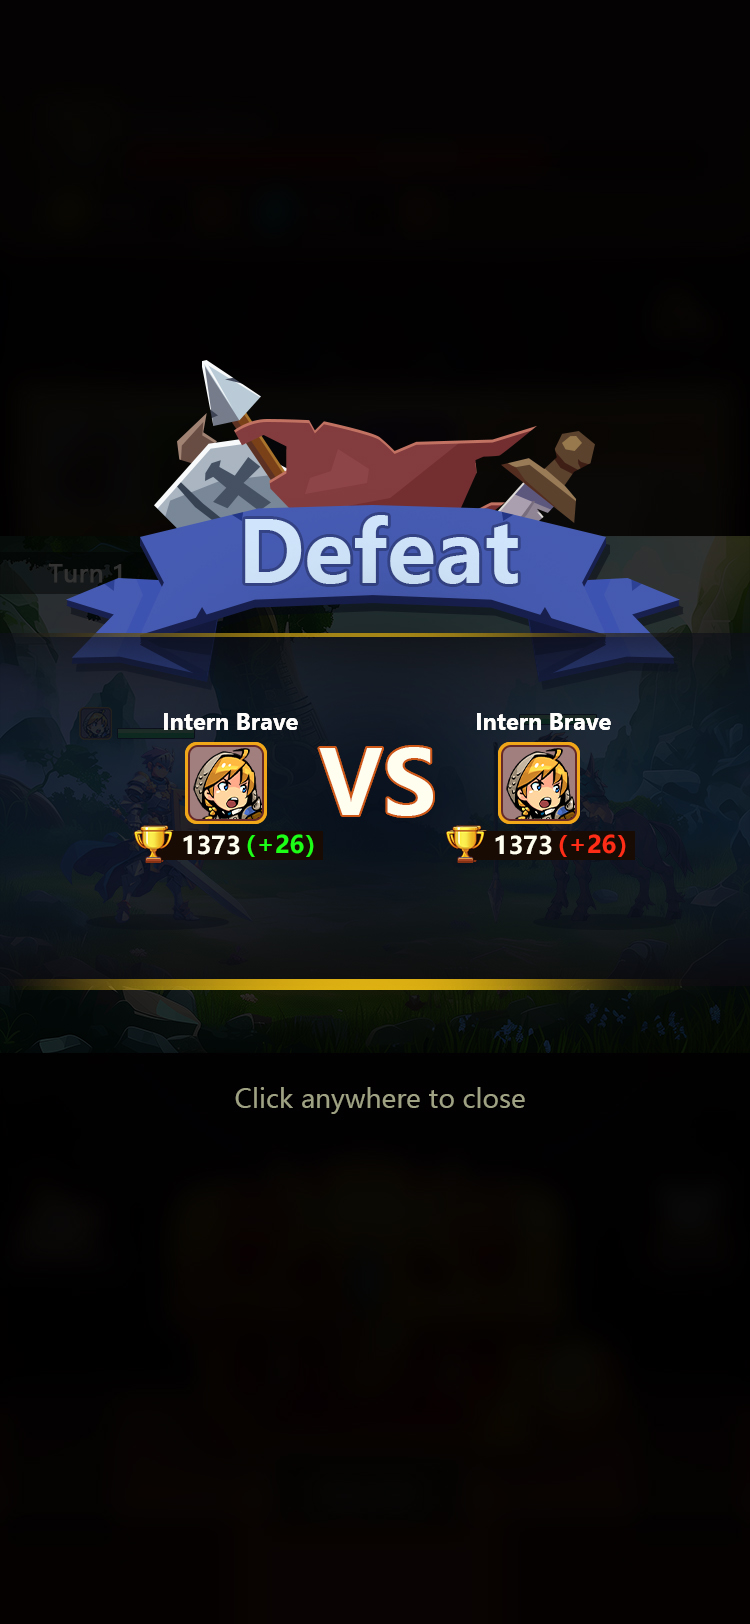 Defeat
Turn 1
Intern Brave
Intern Brave
VS
1373 (+26)
1373 (+26)
Click anywhere to close